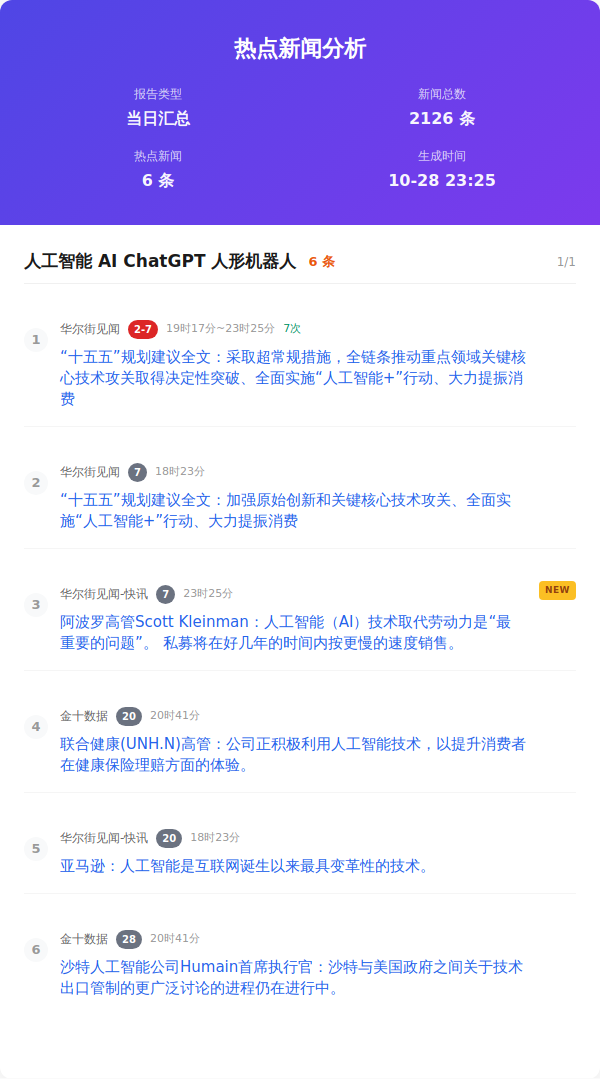 热点新闻分析
报告类型
新闻总数
当日汇总
2126 条
热点新闻
生成时间
6 条
10-28 23:25
人工智能 AI ChatGPT 人形机器人 6 条 1/1
1
华尔街见闻 2-7 19时17分~23时25分 7次
“十五五”规划建议全文：采取超常规措施，全链条推动重点领域关键核
心技术攻关取得决定性突破、全面实施“人工智能+”行动、大力提振消
费
2
华尔街见闻 7 18时23分
“十五五”规划建议全文：加强原始创新和关键核心技术攻关、全面实
施“人工智能+”行动、大力提振消费
3
华尔街见闻-快讯 7 23时25分 NEW
阿波罗高管Scott Kleinman：人工智能（AI）技术取代劳动力是“最
重要的问题”。 私募将在好几年的时间内按更慢的速度销售。
4
金十数据 20 20时41分
联合健康(UNH.N)高管：公司正积极利用人工智能技术，以提升消费者
在健康保险理赔方面的体验。
5
华尔街见闻-快讯 20 18时23分
亚马逊：人工智能是互联网诞生以来最具变革性的技术。
6
金十数据 28 20时41分
沙特人工智能公司Humain首席执行官：沙特与美国政府之间关于技术
出口管制的更广泛讨论的进程仍在进行中。